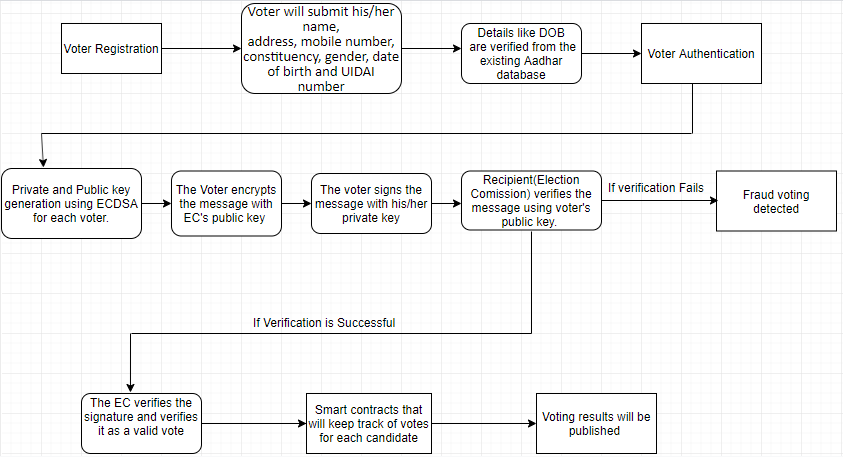 Voter Registration
Voter will submit his/her
name,
address, mobile number,
constituency, gender, date
of birth and UIDAI
number
Details like DOB
are verified from the
existing Aadhar
database
Voter Authentication
Private and Public key
generation using ECDSA
for each voter.
The Voter encrypts
the message with
EC's public key
The voter signs the
message with his/her
private key
Recipient(Election
Comission) verifies the
message using voter's
public key.
If verification Fails
Fraud voting
detected
If Verification is Successful
The EC verifies the
signature and verifies
it as a valid vote
Smart contracts that
will keep track of votes
for each candidate
Voting results will be
published